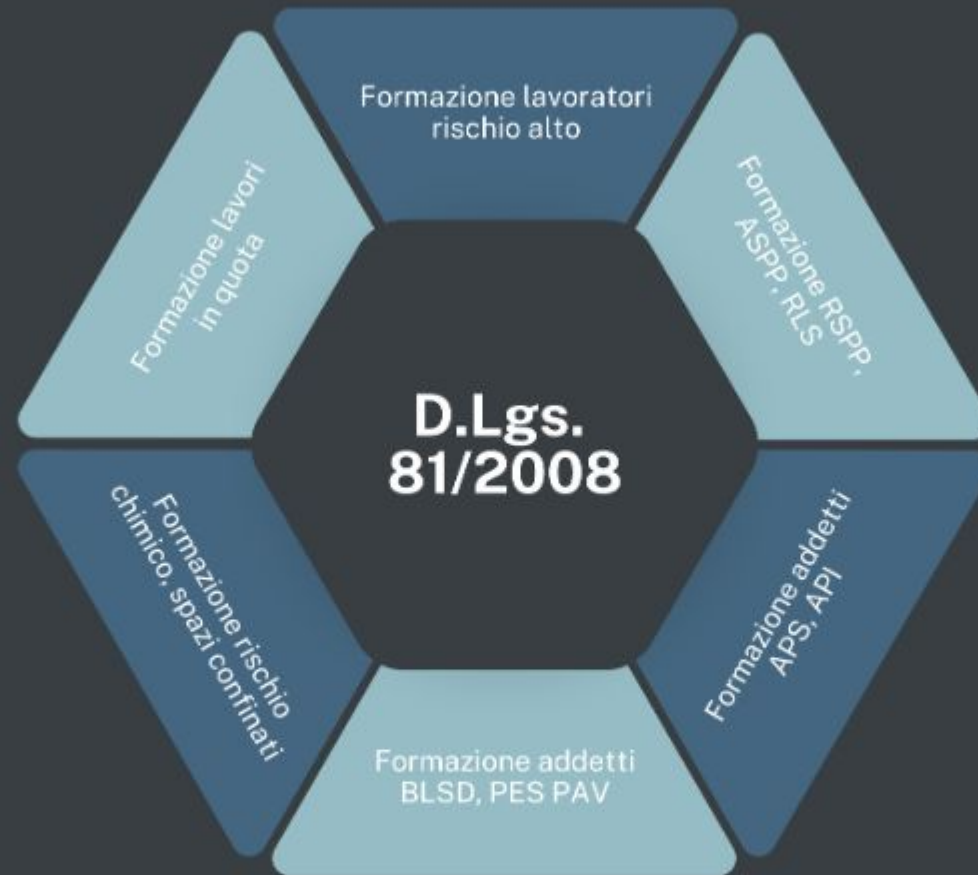 Formazione lavoratori
rischio alto
Formazione RSPP,
ASPP, RLS
Formazione addetti
APS, API
Formazione addetti
BLSD, PES PAV
Formazione rischio
chimico, spazi confinati
Formazione lavori
in quota
D.Lgs.
81/2008